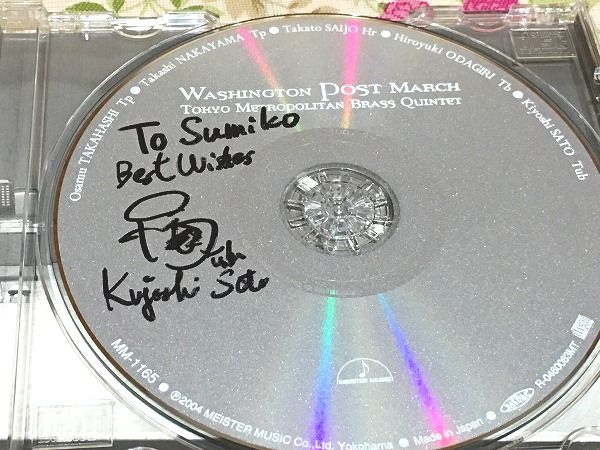 Osamu TAKAHASHI Tp ● Takashi NAKAYAMA Tp ● Takato SAIJO Hr ● Hiroyuki ODAGIRI Tb ● Kiyoshi SATO Tub
WASHINGTON POST MARCH
TOKYO METROPOLITAN BRASS QUINTET
To Sumiko
Best Wishes
Tub
Kiyoshi Sato
MEISTER MUSIC
MM-1165 ● ℗2004 MEISTER MUSIC Co., Ltd. Yokohama ● Made in Japan ● R-0460083MT